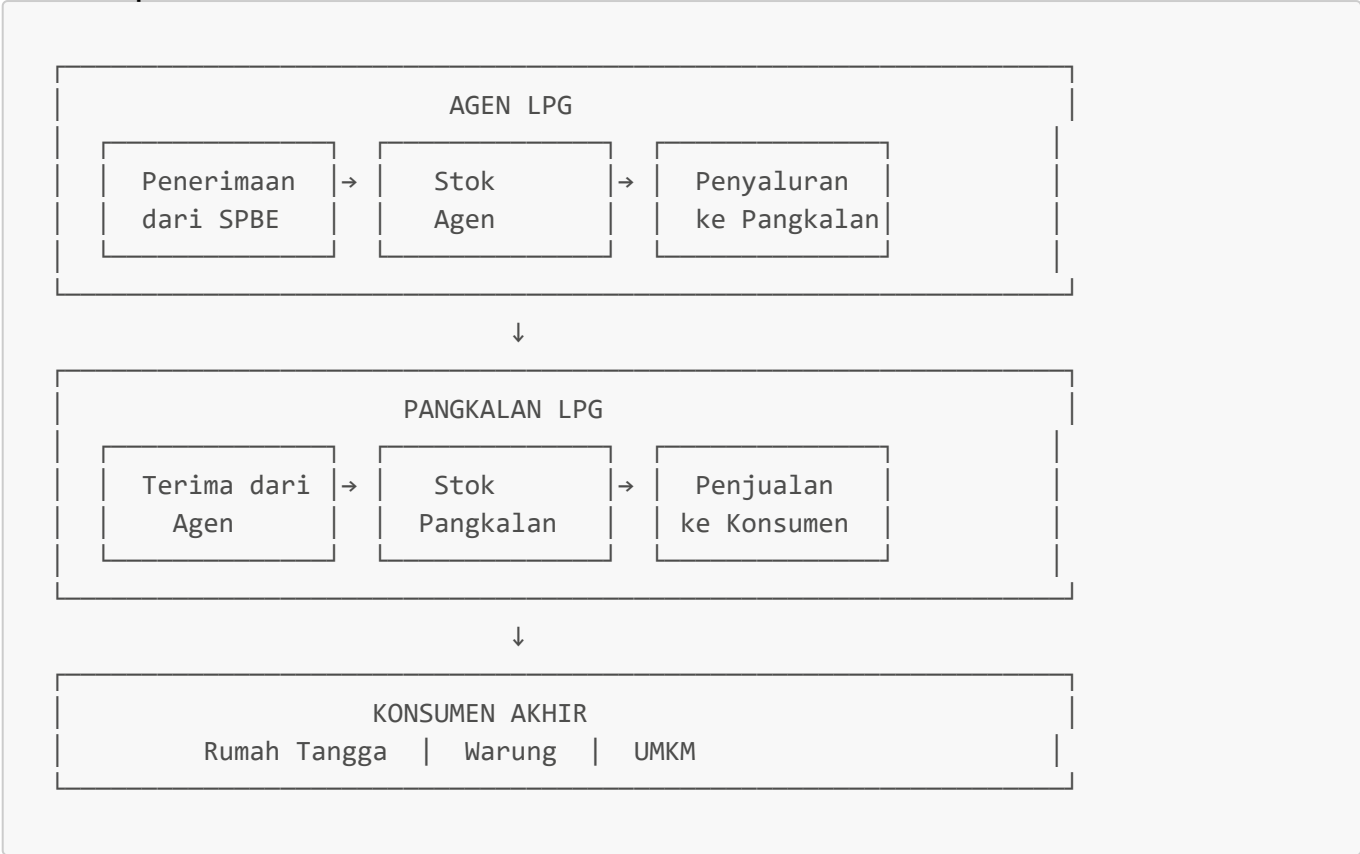 AGEN LPG
Penerimaan → Stok → Penyaluran
dari SPBE Agen ke Pangkalan
↓
PANGKALAN LPG
Terima dari → Stok → Penjualan
Agen Pangkalan ke Konsumen
↓
KONSUMEN AKHIR
Rumah Tangga │ Warung │ UMKM